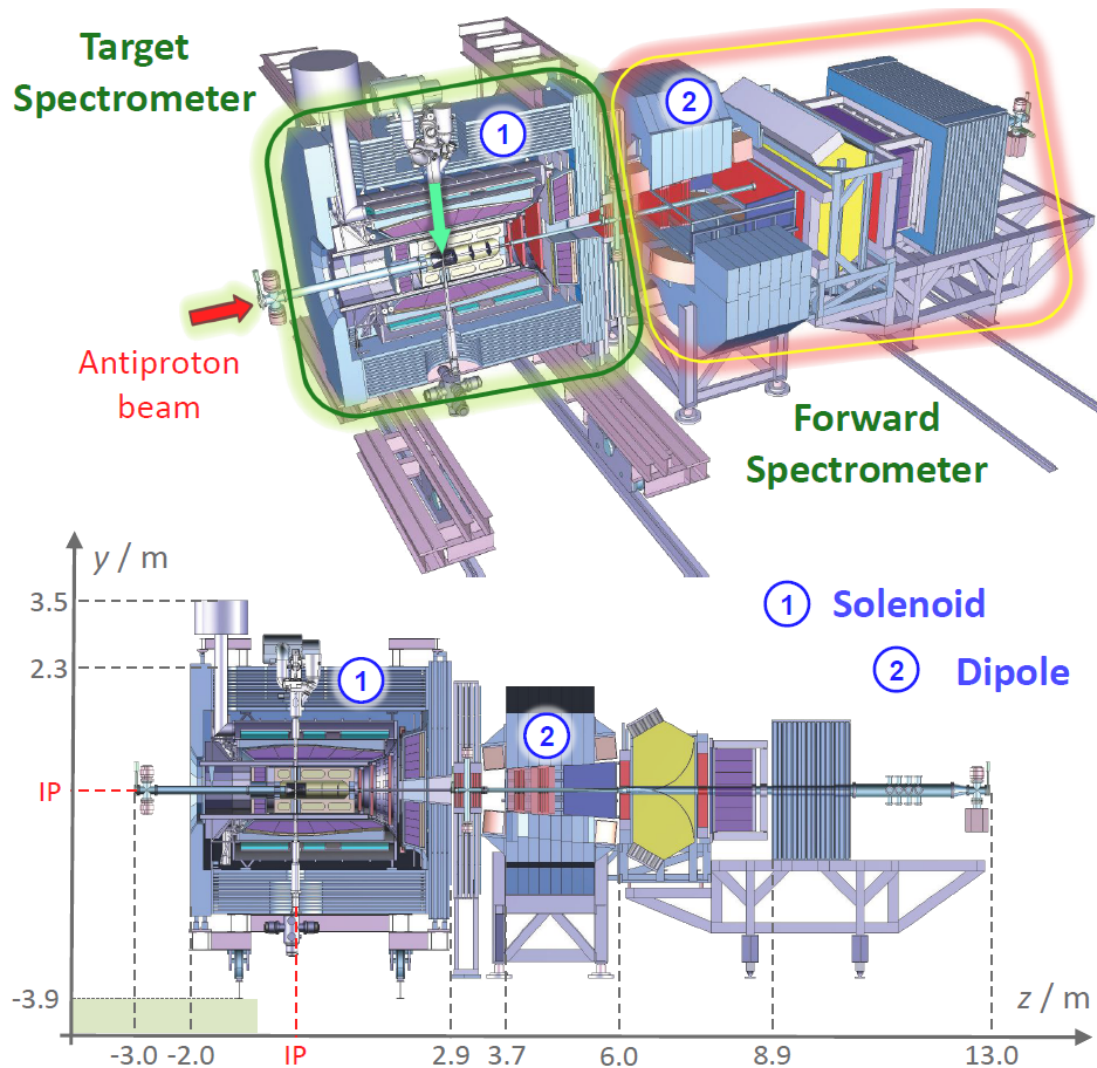 Target
Spectrometer
1
2
Antiproton
beam
Forward
Spectrometer
y / m
3.5
2.3
IP
-3.9
1 Solenoid
2 Dipole
1
2
z / m
-3.0 -2.0 IP 2.9 3.7 6.0 8.9 13.0